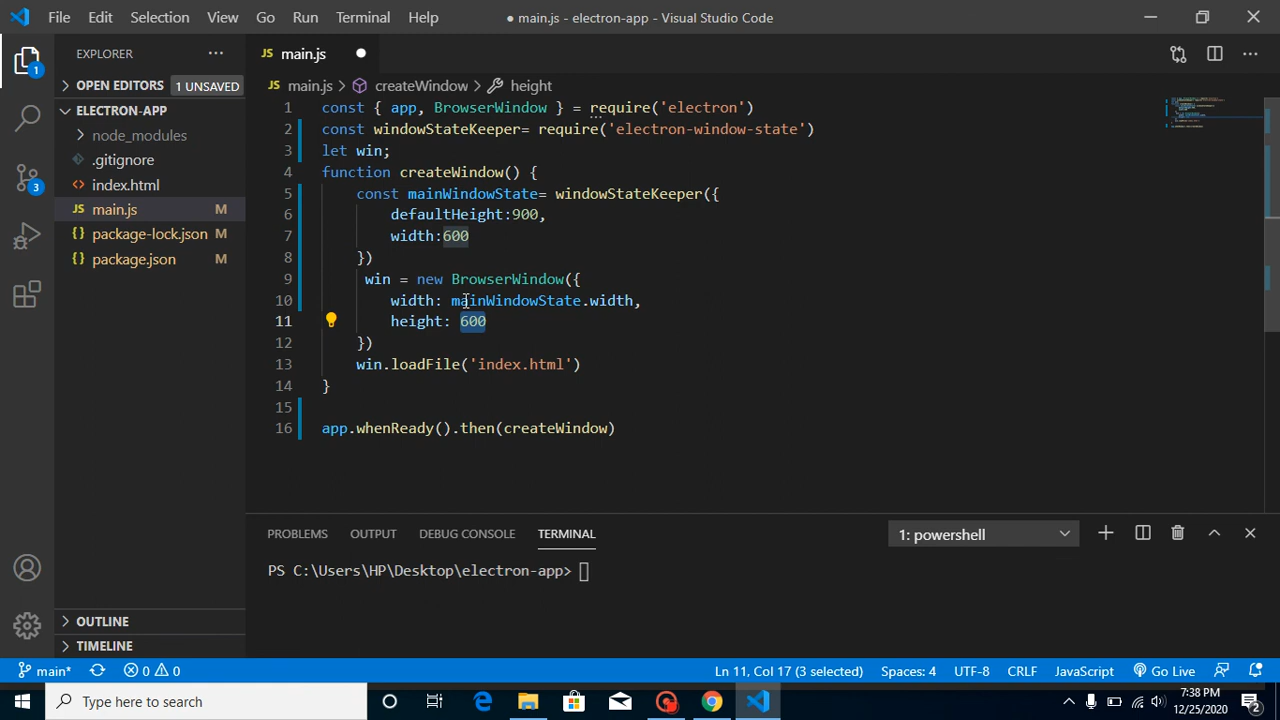 File Edit Selection View Go Run Terminal Help ● main.js - electron-app - Visual Studio Code
EXPLORER ···
JS main.js ●
OPEN EDITORS 1 UNSAVED
ELECTRON-APP
node_modules
.gitignore
<> index.html
JS main.js M
{} package-lock.json M
{} package.json M
OUTLINE
TIMELINE
1
3
JS main.js > createWindow > height
1 const { app, BrowserWindow } = require('electron')
2 const windowStateKeeper= require('electron-window-state')
3 let win;
4 function createWindow() {
5 const mainWindowState= windowStateKeeper({
6 defaultHeight:900,
7 width:600
8 })
9 win = new BrowserWindow({
10 width: mainWindowState.width,
11 height: 600
12 })
13 win.loadFile('index.html')
14 }
15
16 app.whenReady().then(createWindow)
PROBLEMS OUTPUT DEBUG CONSOLE TERMINAL 1: powershell
PS C:\Users\HP\Desktop\electron-app>
main* 0 0 Ln 11, Col 17 (3 selected) Spaces: 4 UTF-8 CRLF JavaScript Go Live
Type here to search
7:38 PM
12/25/2020
2